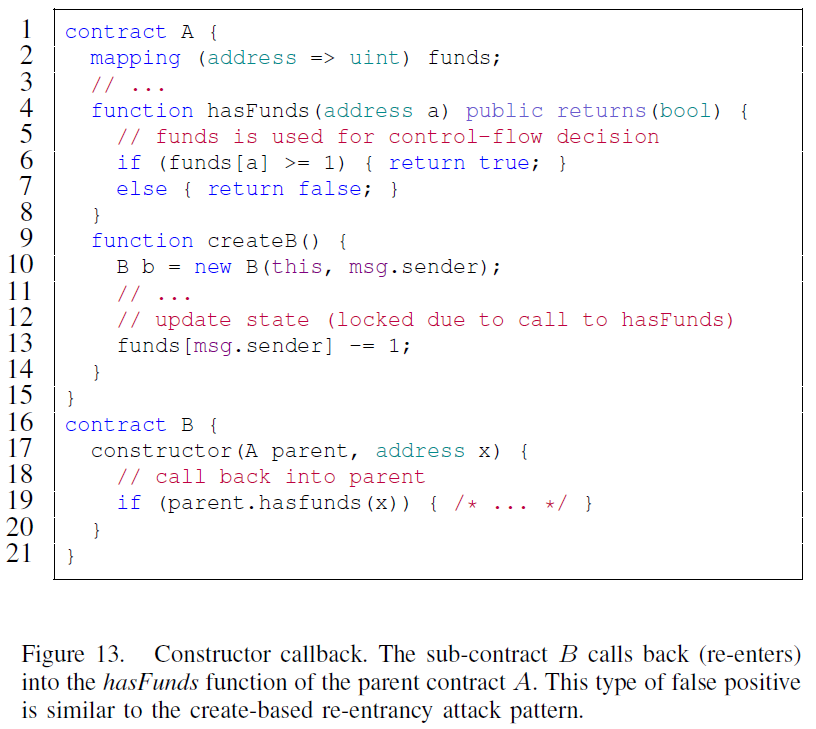 1 contract A {
2 mapping (address => uint) funds;
3 // ...
4 function hasFunds(address a) public returns(bool) {
5 // funds is used for control-flow decision
6 if (funds[a] >= 1) { return true; }
7 else { return false; }
8 }
9 function createB() {
10 B b = new B(this, msg.sender);
11 // ...
12 // update state (locked due to call to hasFunds)
13 funds[msg.sender] -= 1;
14 }
15 }
16 contract B {
17 constructor(A parent, address x) {
18 // call back into parent
19 if (parent.hasfunds(x)) { /* ... */ }
20 }
21 }
Figure 13. Constructor callback. The sub-contract B calls back (re-enters)
into the hasFunds function of the parent contract A. This type of false positive
is similar to the create-based re-entrancy attack pattern.